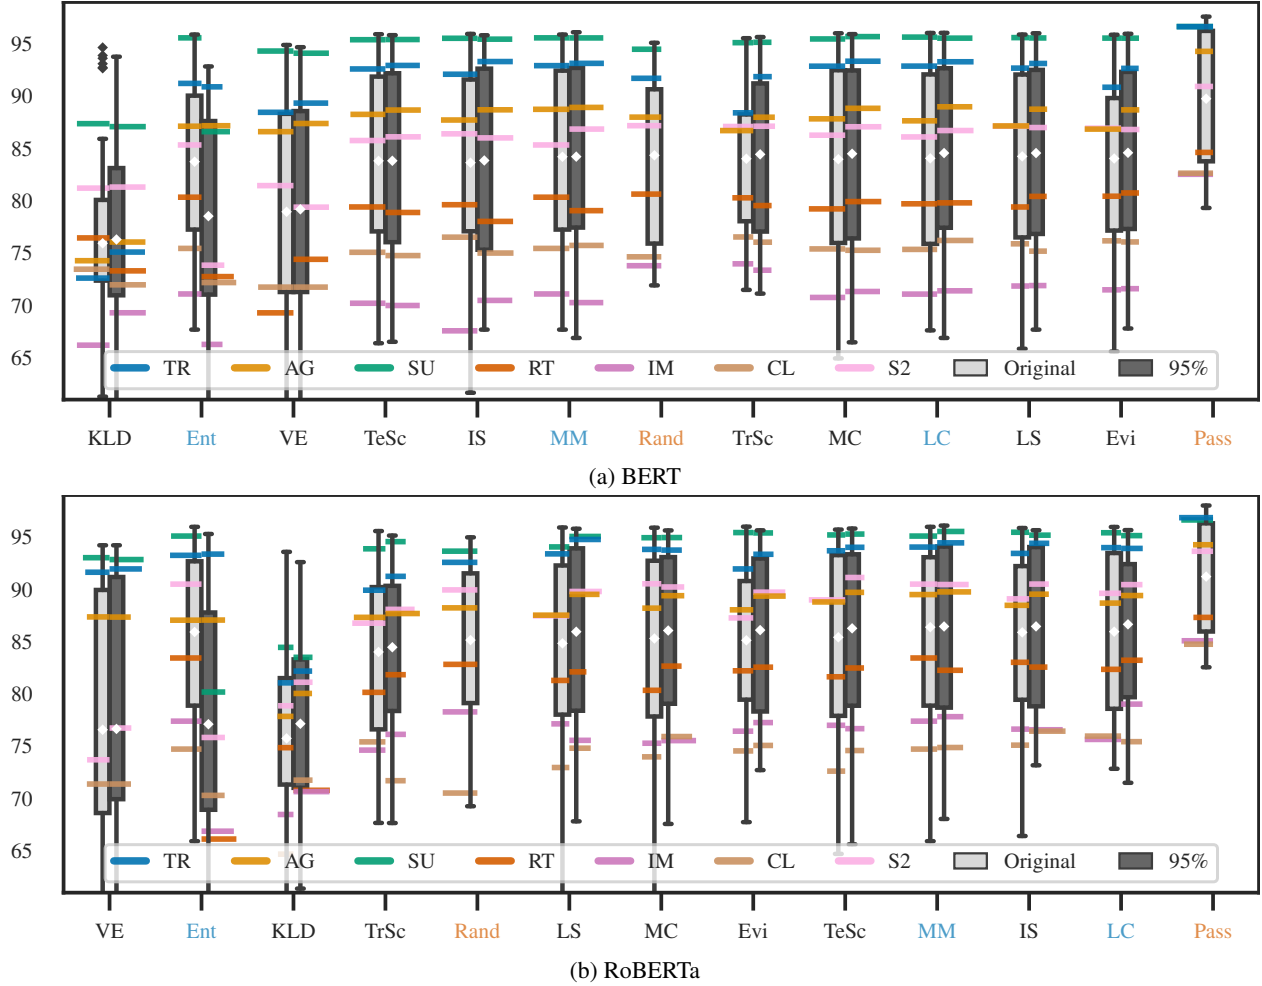 95
90
85
80
75
70
65
TR AG SU RT IM CL S2 Original 95%
KLD Ent VE TeSc IS MM Rand TrSc MC LC LS Evi Pass
(a) BERT
95
90
85
80
75
70
65
TR AG SU RT IM CL S2 Original 95%
VE Ent KLD TrSc Rand LS MC Evi TeSc MM IS LC Pass
(b) RoBERTa